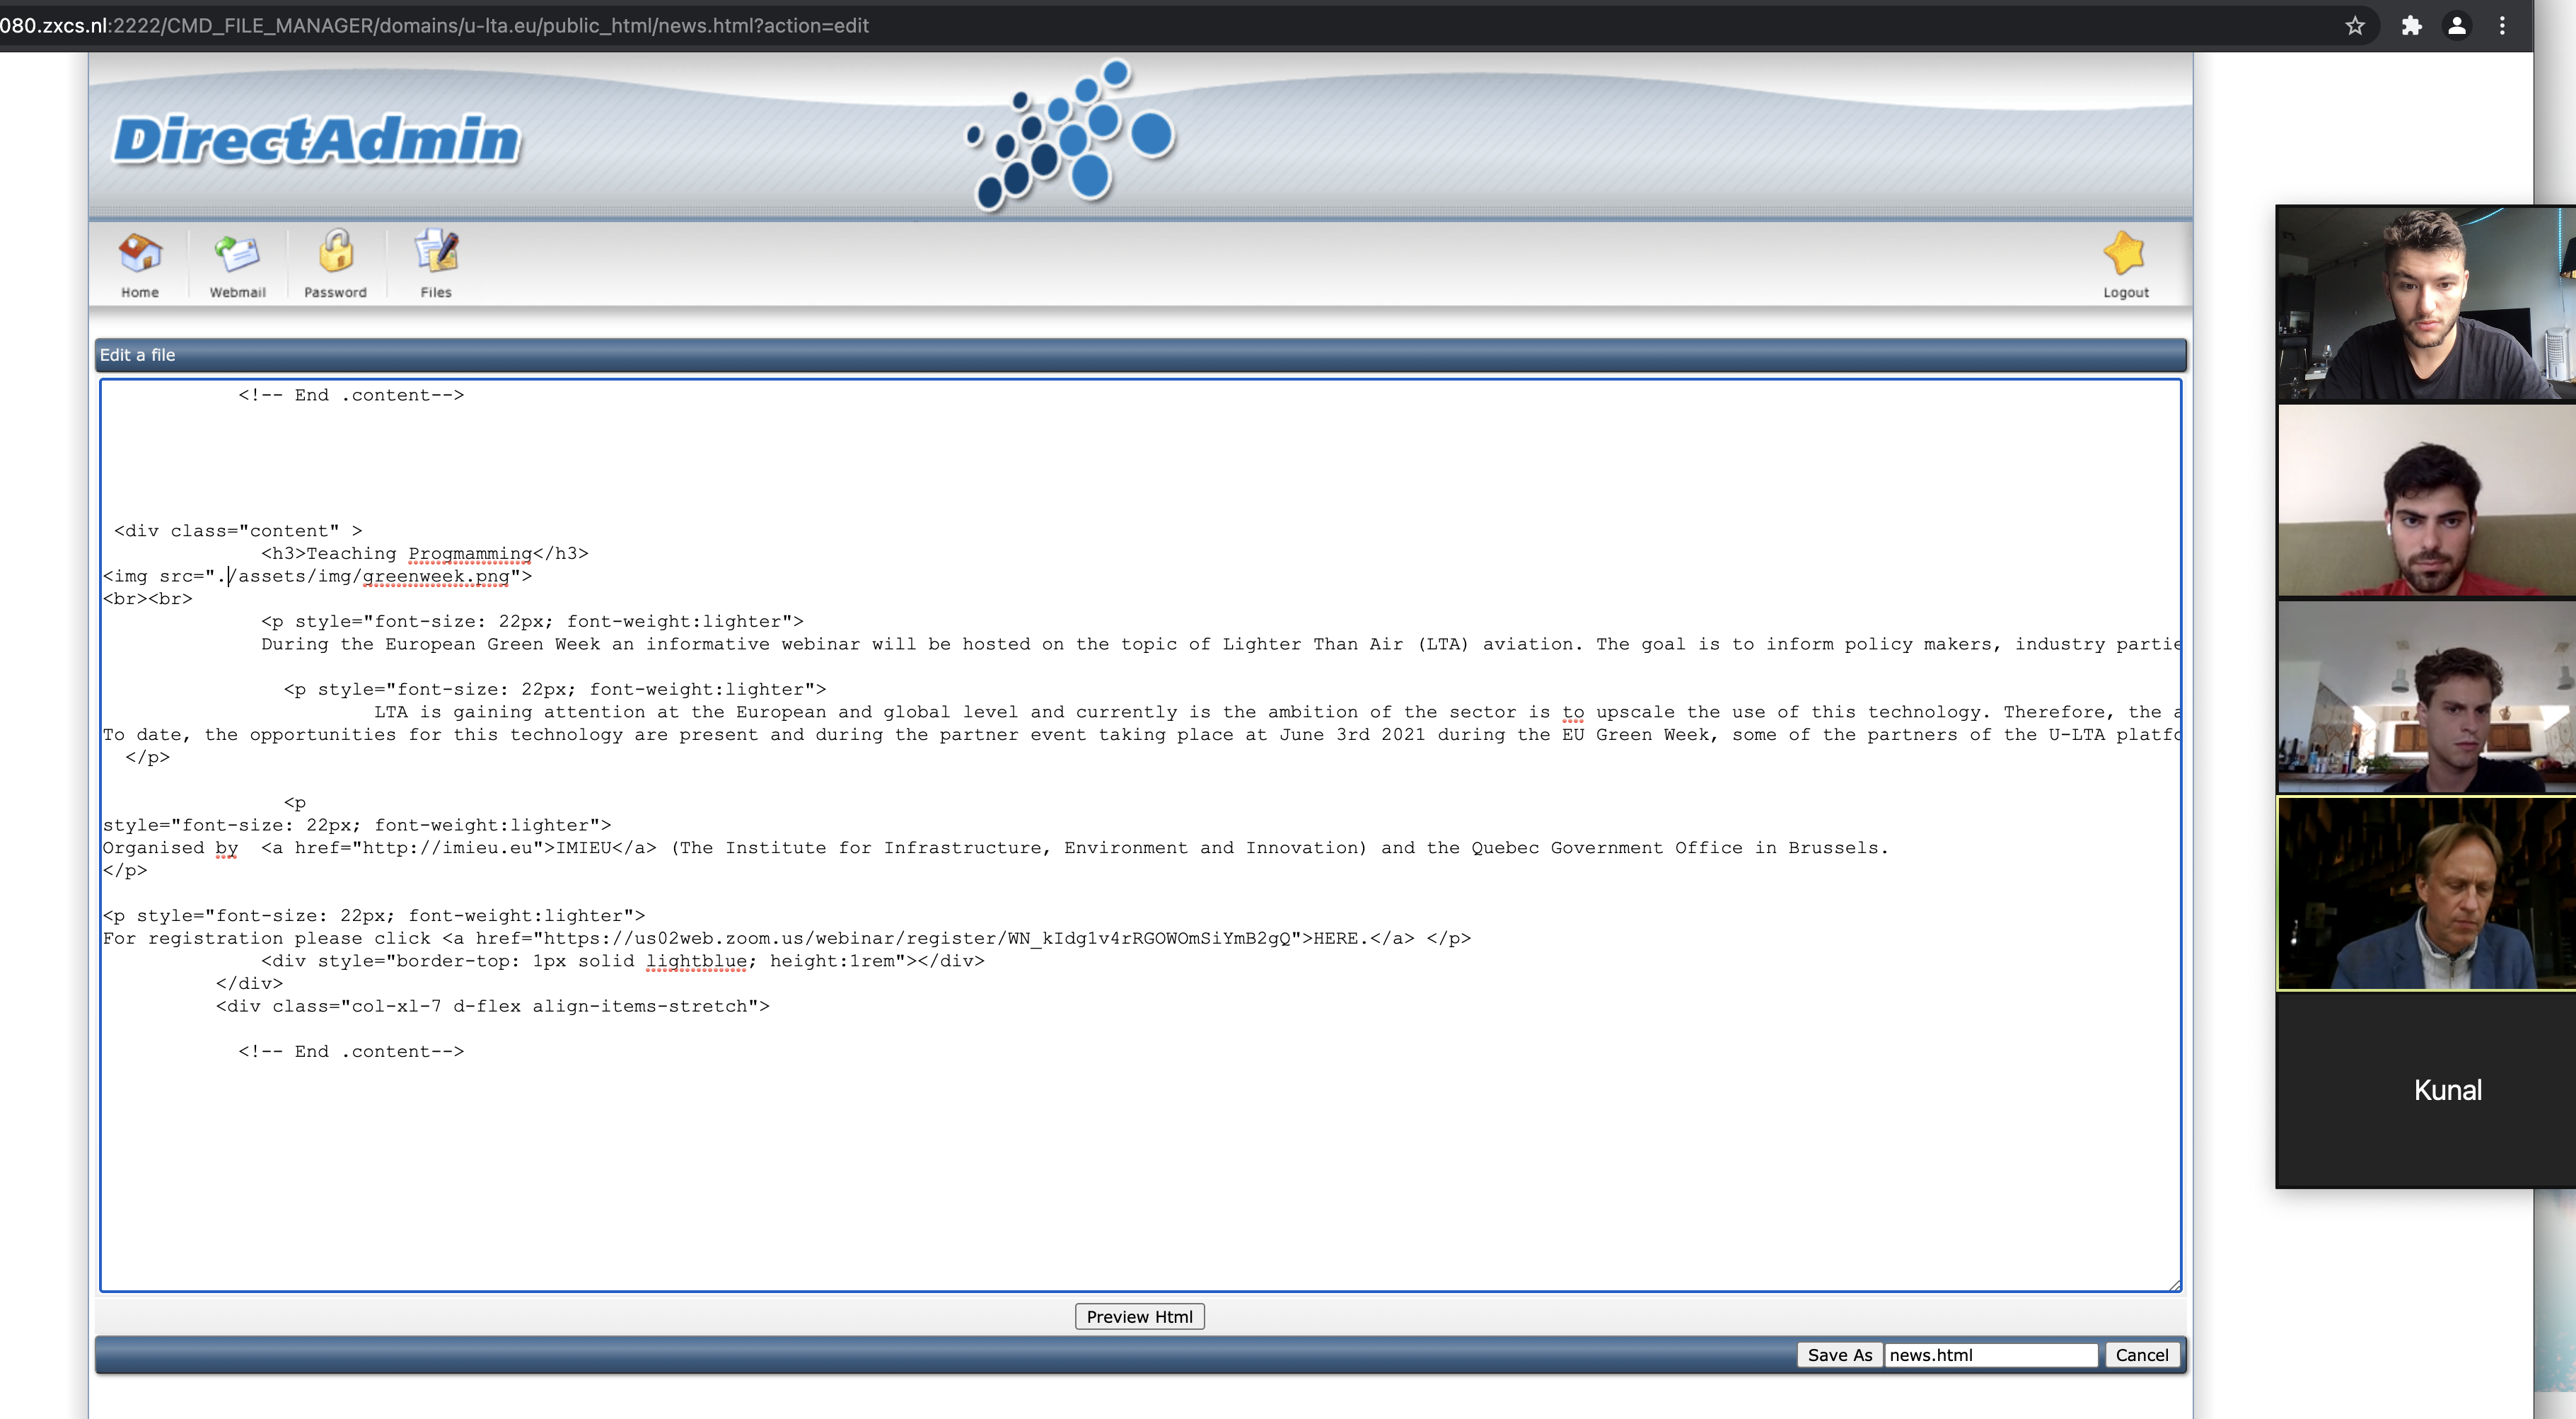 080.zxcs.nl:2222/CMD_FILE_MANAGER/domains/u-lta.eu/public_html/news.html?action=edit
DirectAdmin
Home
Webmail
Password
Files
Logout
Edit a file
<!-- End .content-->
<div class="content" >
<h3>Teaching Progmamming</h3>
<img src="./assets/img/greenweek.png">
<br><br>
<p style="font-size: 22px; font-weight:lighter">
During the European Green Week an informative webinar will be hosted on the topic of Lighter Than Air (LTA) aviation. The goal is to inform policy makers, industry partie
<p style="font-size: 22px; font-weight:lighter">
LTA is gaining attention at the European and global level and currently is the ambition of the sector is to upscale the use of this technology. Therefore, the a
To date, the opportunities for this technology are present and during the partner event taking place at June 3rd 2021 during the EU Green Week, some of the partners of the U-LTA platfo
</p>
<p
style="font-size: 22px; font-weight:lighter">
Organised by  <a href="http://imieu.eu">IMIEU</a> (The Institute for Infrastructure, Environment and Innovation) and the Quebec Government Office in Brussels.
</p>
<p style="font-size: 22px; font-weight:lighter">
For registration please click <a href="https://us02web.zoom.us/webinar/register/WN_kIdg1v4rRGOWOmSiYmB2gQ">HERE.</a> </p>
<div style="border-top: 1px solid lightblue; height:1rem"></div>
</div>
<div class="col-xl-7 d-flex align-items-stretch">
<!-- End .content-->
Kunal
Preview Html
Save As
news.html
Cancel